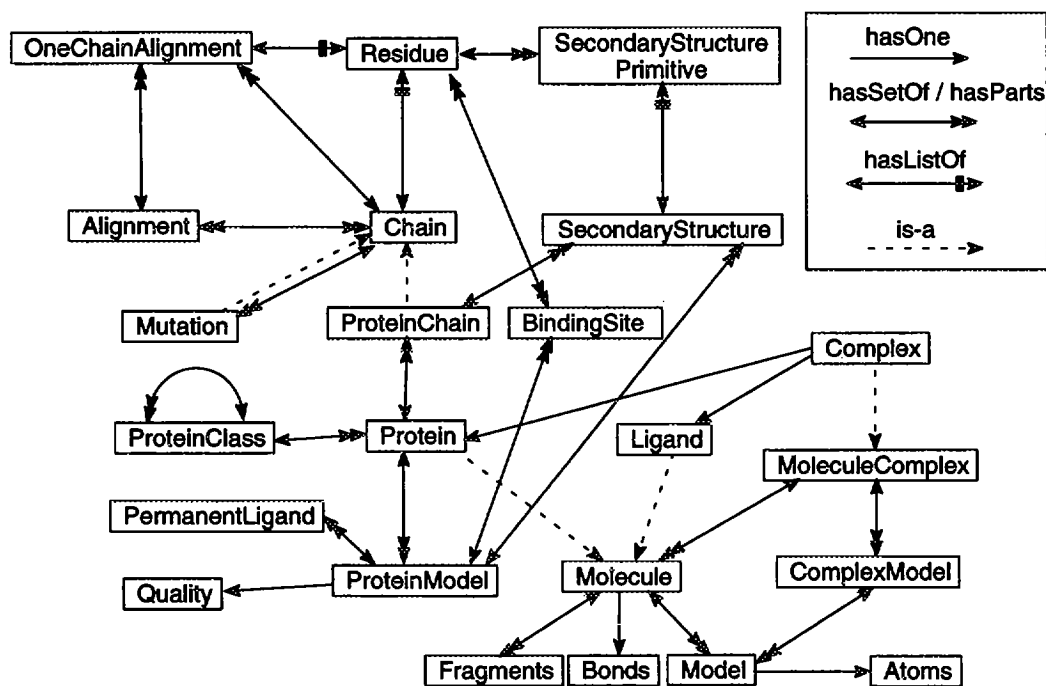 OneChainAlignment
Residue
SecondaryStructure
Primitive
hasOne
hasSetOf / hasParts
hasListOf
is-a
Alignment
Chain
SecondaryStructure
Mutation
ProteinChain
BindingSite
Complex
ProteinClass
Protein
Ligand
MoleculeComplex
PermanentLigand
Quality
ProteinModel
Molecule
ComplexModel
Fragments
Bonds
Model
Atoms